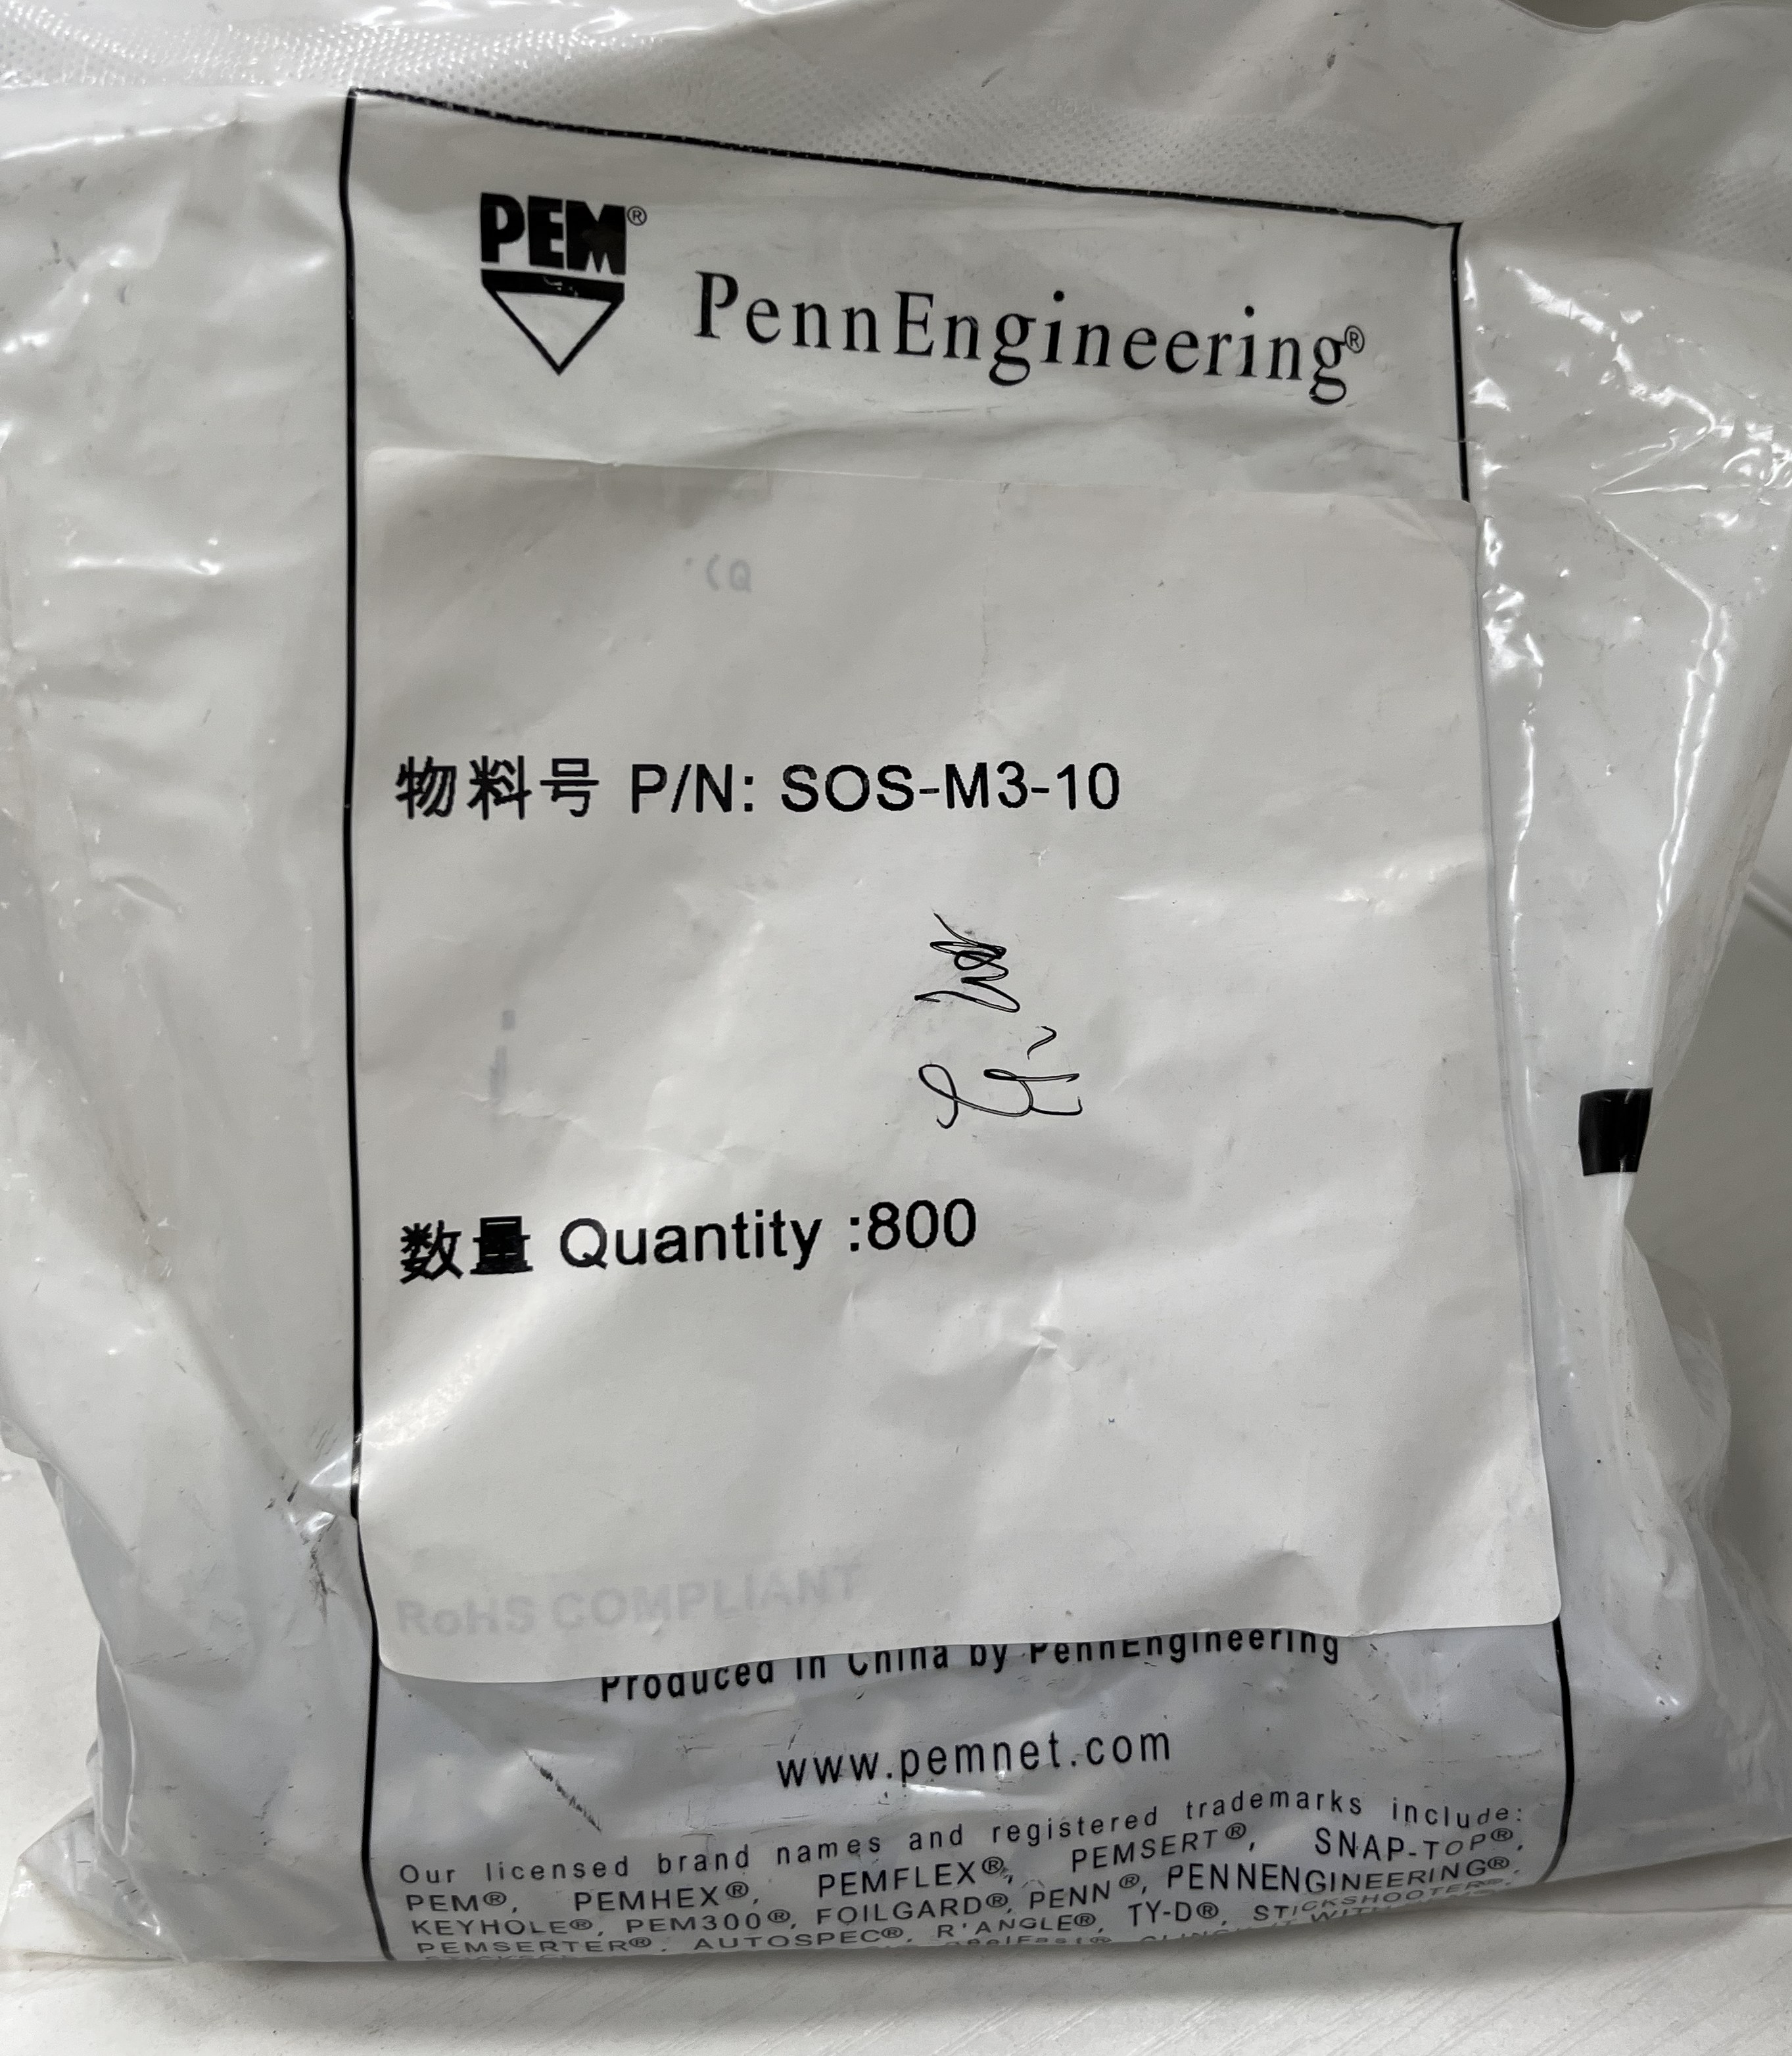 PEM®
PennEngineering®
物料号 P/N: SOS-M3-10
数量 Quantity :800
RoHS COMPLIANT
Produced in China by PennEngineering
www.pemnet.com
Our licensed brand names and registered trademarks include:
PEM®, PEMHEX®, PEMFLEX®, PEMSERT®, SNAP-TOP®,
KEYHOLE®, PEM300®, FOILGARD®, PENN®, PENNENGINEERING®,
PEMSERTER®, AUTOSPEC®, R'ANGLE®, TY-D®, STICKSHOOTER®,